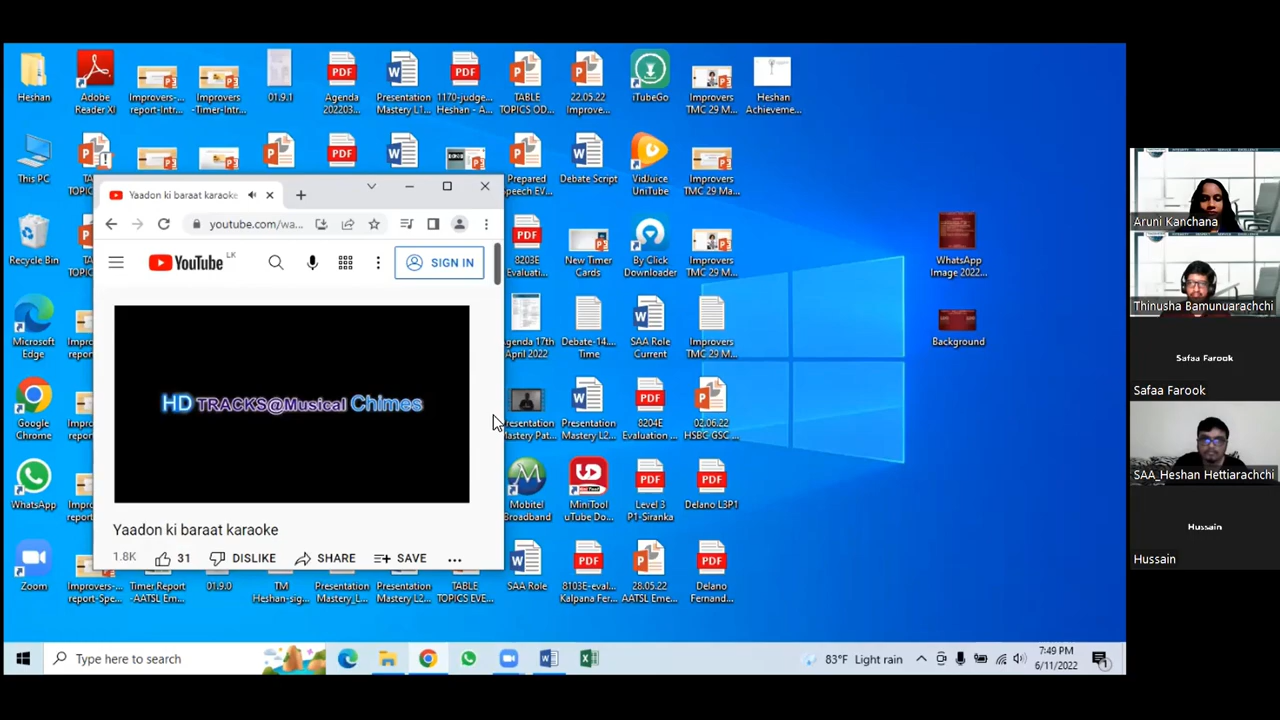 Heshan
Adobe
Reader XI
Improvers-...
report-Intr...
Improvers
-Timer-Intr...
01.9.1
Agenda
202203...
Presentation
Mastery L1...
1170-judge...
Heshan - A...
TABLE
TOPICS OD...
22.05.22
Improve...
iTubeGo
Improvers
TMC 29 M...
Heshan
Achieveme...
This PC
Prepared
Speech EV...
Debate Script
VidJuice
UniTube
Improvers
TMC 29 Ma...
Yaadon ki baraat karaoke
youtube.com/wa...
YouTube LK
SIGN IN
HD TRACKS@Musical Chimes
Yaadon ki baraat karaoke
1.8K
31
DISLIKE
SHARE
SAVE
...
Recycle Bin
8203E
Evaluati...
New Timer
Cards
By Click
Downloader
Improvers
TMC 29 M...
WhatsApp
Image 2022...
Microsoft
Edge
Agenda 17th
April 2022
Debate-14....
Time
SAA Role
Current
Improvers
TMC 29 M...
Background
Google
Chrome
Presentation
Mastery Pat...
Presentation
Mastery L2...
8204E
Evaluation ...
02.06.22
HSBC GSC ...
WhatsApp
Mobitel
Broadband
MiniTool
uTube Do...
Level 3
P1-Siranka
Delano L3P1
Zoom
Improvers-...
report-Spe...
Timer.Report
-AATSL Em...
01.9.0
TM
Heshan-sig...
Presentation
Mastery_L...
Presentation
Mastery L2...
TABLE
TOPICS EVE...
SAA Role
8103E-eval...
Kalpana Fer...
28.05.22
AATSL Eme...
Delano
Fernand...
Type here to search
83°F Light rain
7:49 PM
6/11/2022
Aruni Kanchana
Thinusha Bamunuarachchi
Safaa Farook
Safaa Farook
SAA_Heshan Hettiarachchi
Hussain
Hussain